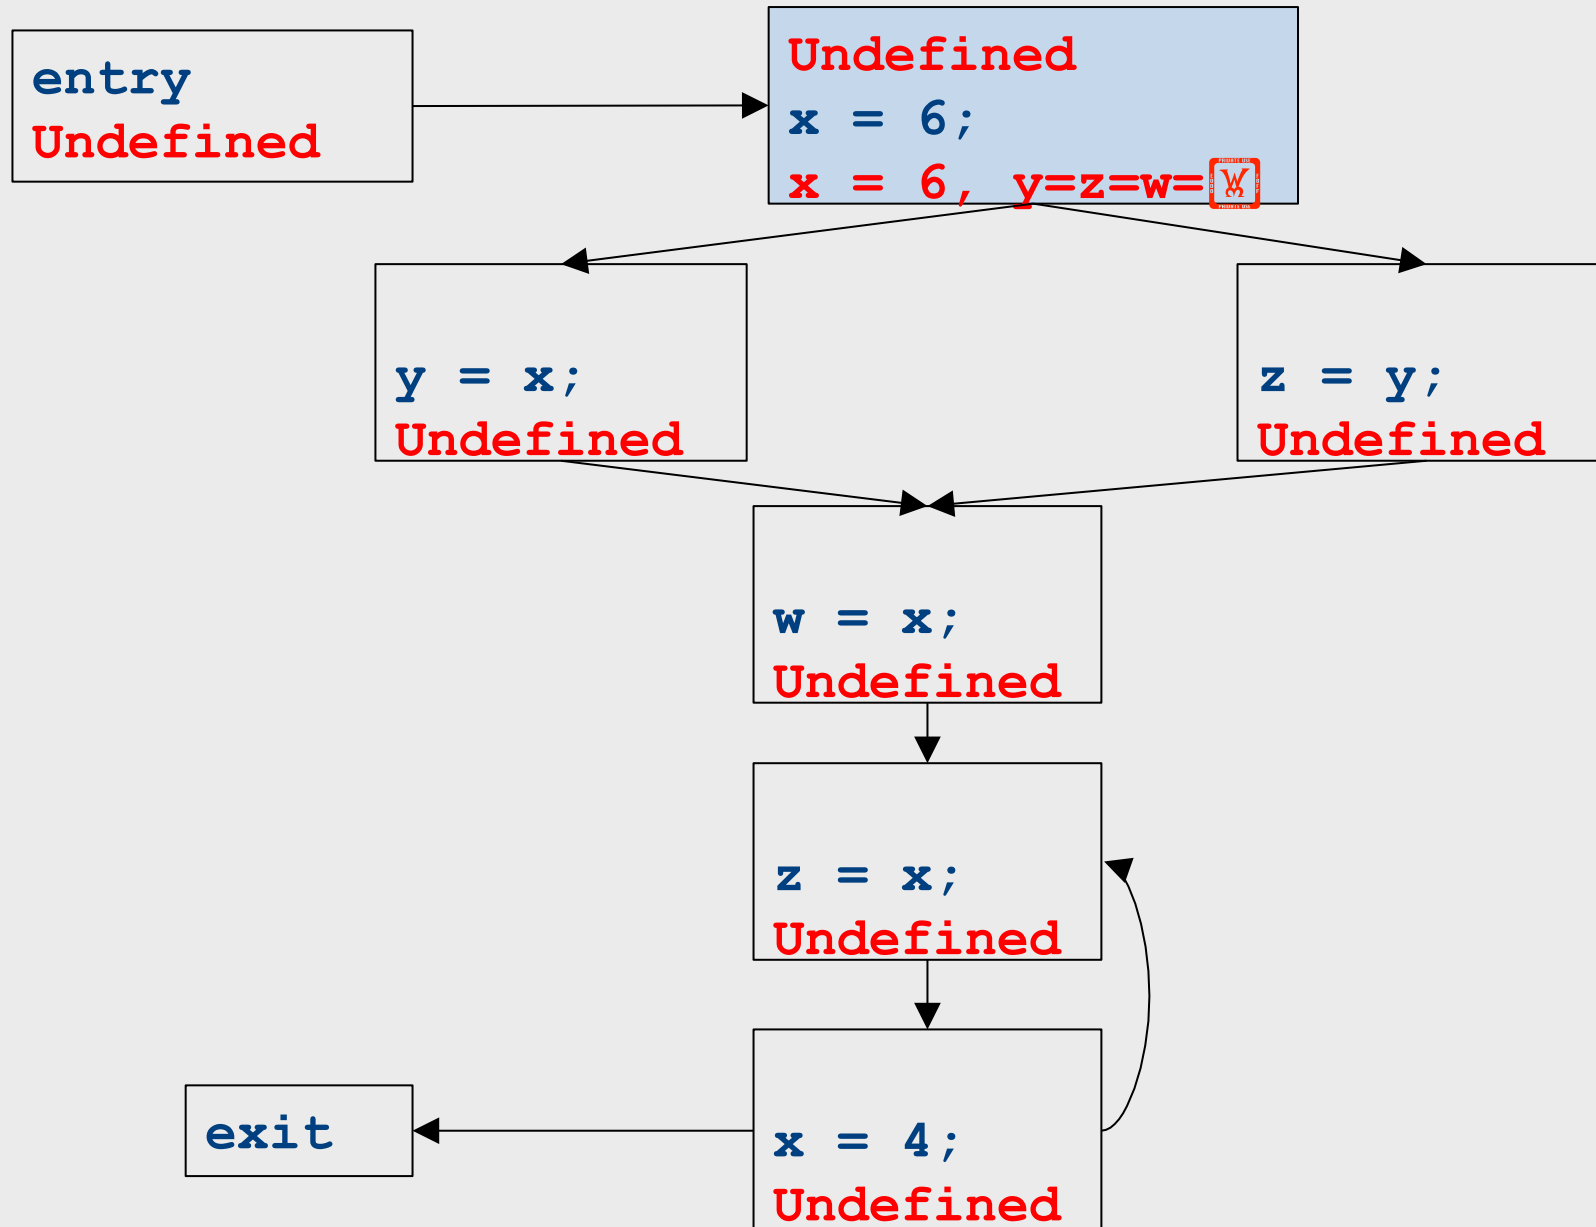 entry
Undefined
Undefined
x = 6;
x = 6, y=z=w=
y = x;
Undefined
z = y;
Undefined
w = x;
Undefined
z = x;
Undefined
x = 4;
Undefined
exit